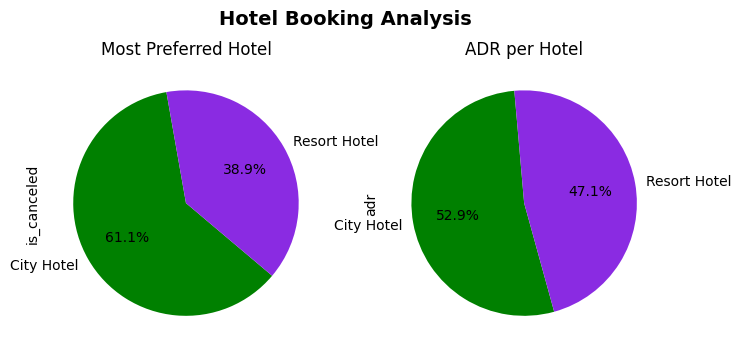 Hotel Booking Analysis
Most Preferred Hotel
is_canceled
Resort Hotel
38.9%
61.1%
City Hotel
ADR per Hotel
adr
Resort Hotel
47.1%
52.9%
City Hotel